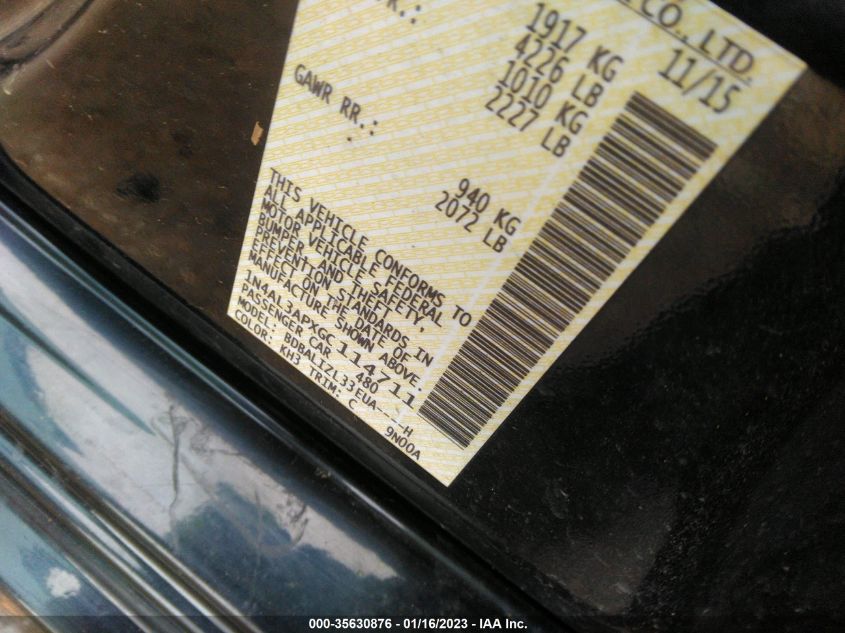 CO., LTD.
11/15
1917 KG
4226 LB
1010 KG
2227 LB
GAWR RR.:
940 KG
2072 LB
THIS VEHICLE CONFORMS TO
ALL APPLICABLE FEDERAL
MOTOR VEHICLE SAFETY,
BUMPER AND THEFT
PREVENTION STANDARDS IN
EFFECT ON THE DATE OF
MANUFACTURE SHOWN ABOVE.
1N4AL3APXGC114711
PASSENGER CAR 480
MODEL: BDBALIZL33EUA----H
COLOR: KH3 TRIM: C 9N00A
000-35630876 - 01/16/2023 - IAA Inc.